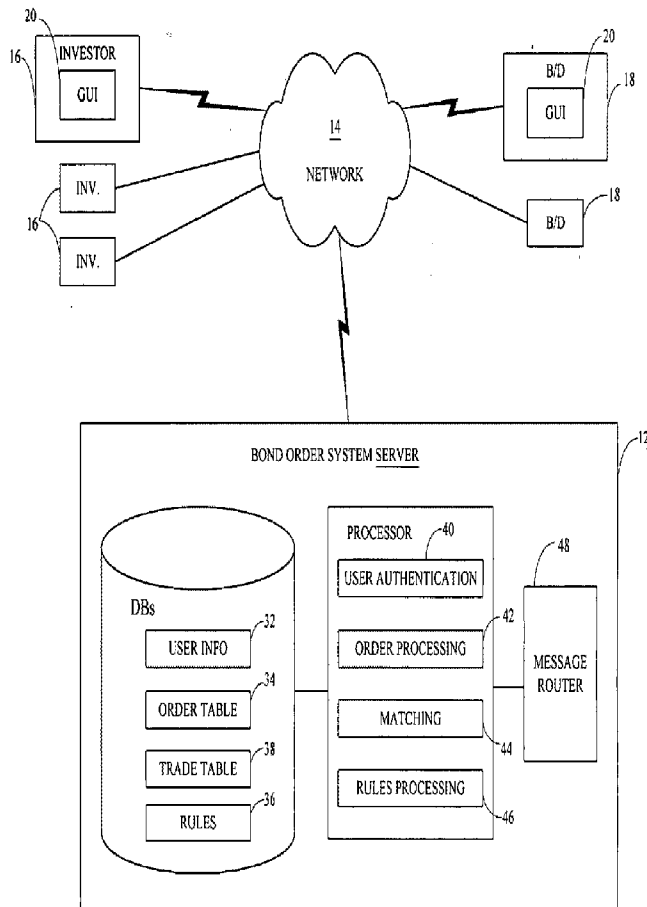 20
INVESTOR
16
GUI
INV.
16
INV.
14
NETWORK
20
B/D
18
GUI
18
B/D
12
BOND ORDER SYSTEM SERVER
DBs
USER INFO
32
ORDER TABLE
34
TRADE TABLE
38
RULES
36
PROCESSOR
40
USER AUTHENTICATION
ORDER PROCESSING
42
MATCHING
44
RULES PROCESSING
46
48
MESSAGE
ROUTER